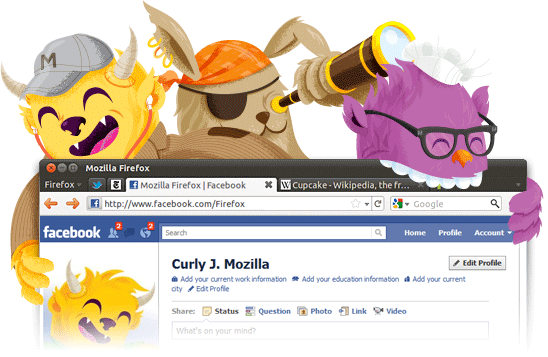 M
Mozilla Firefox
Firefox
Mozilla Firefox | Facebook
Cupcake - Wikipedia, the fr...
http://www.facebook.com/Firefox
Google
facebook
2
2
Search
Home Profile Account
Curly J. Mozilla
Edit Profile
Add your current work information Add your education information Add your current
city Edit Profile
Share: Status Question Photo Link Video
What's on your mind?